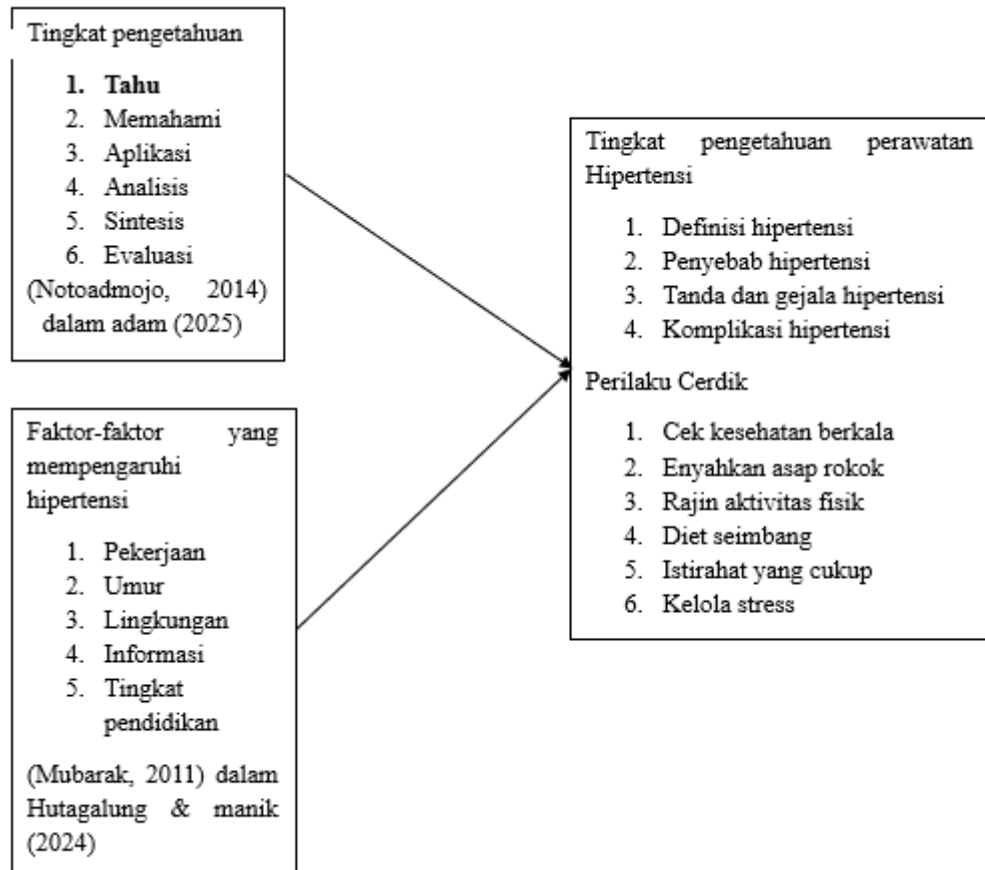 Tingkat pengetahuan
1. Tahu
2. Memahami
3. Aplikasi
4. Analisis
5. Sintesis
6. Evaluasi
(Notoadmojo, 2014)
dalam adam (2025)
Faktor-faktor yang
mempengaruhi
hipertensi
1. Pekerjaan
2. Umur
3. Lingkungan
4. Informasi
5. Tingkat
pendidikan
(Mubarak, 2011) dalam
Hutagalung & manik
(2024)
Tingkat pengetahuan perawatan
Hipertensi
1. Definisi hipertensi
2. Penyebab hipertensi
3. Tanda dan gejala hipertensi
4. Komplikasi hipertensi
Perilaku Cerdik
1. Cek kesehatan berkala
2. Enyahkan asap rokok
3. Rajin aktivitas fisik
4. Diet seimbang
5. Istirahat yang cukup
6. Kelola stress